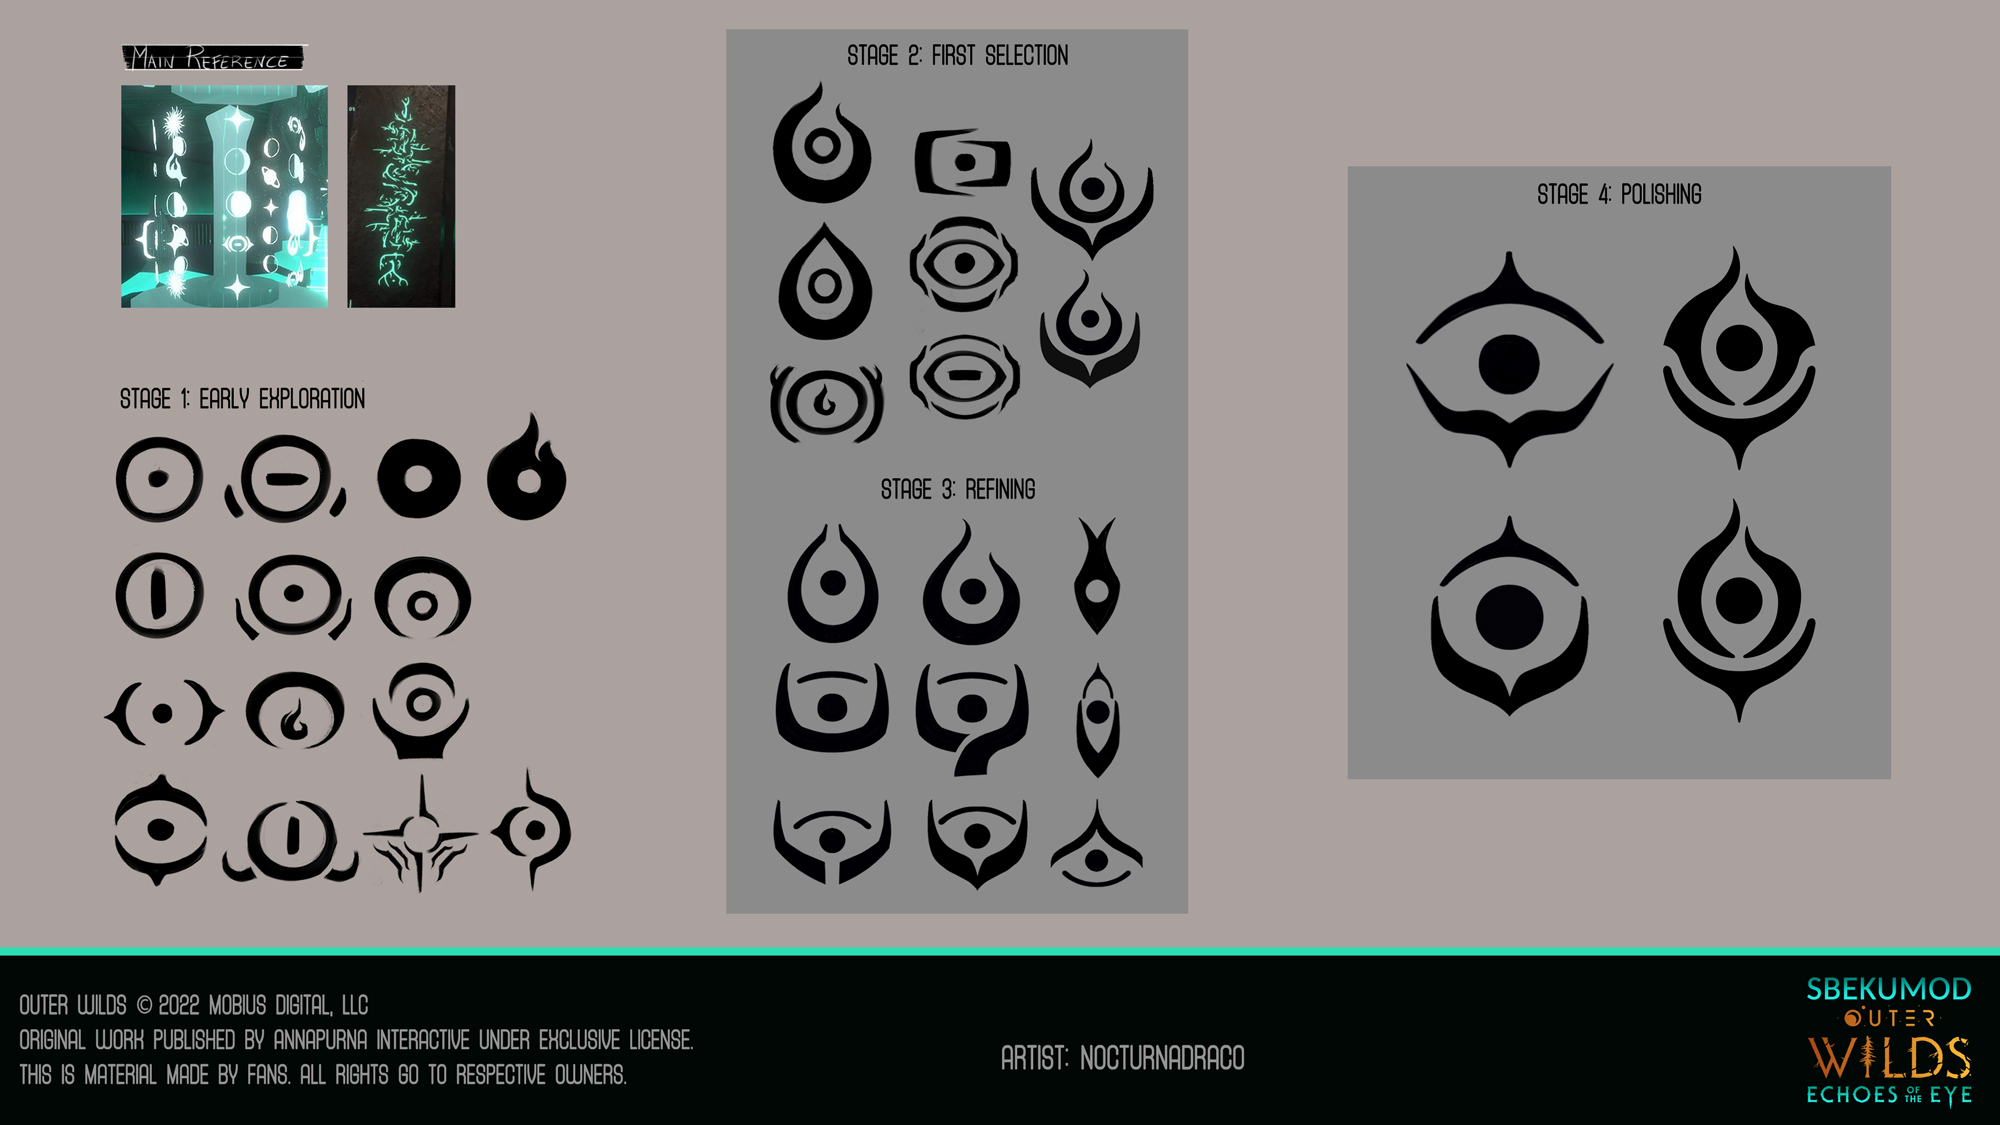 MAIN REFERENCE
STAGE 1: EARLY EXPLORATION
STAGE 2: FIRST SELECTION
STAGE 3: REFINING
STAGE 4: POLISHING
OUTER WILDS © 2022 MOBIUS DIGITAL, LLC
ORIGINAL WORK PUBLISHED BY ANNAPURNA INTERACTIVE UNDER EXCLUSIVE LICENSE.
THIS IS MATERIAL MADE BY FANS. ALL RIGHTS GO TO RESPECTIVE OWNERS.
ARTIST: NOCTURNADRACO
SBEKUMOD
OUTER
WILDS
ECHOES OF THE EYE